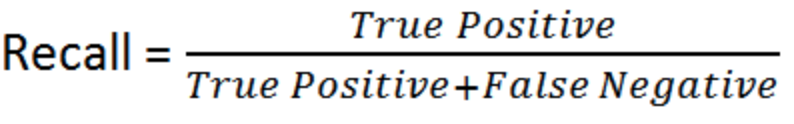 Recall = True Positive
True Positive+False Negative